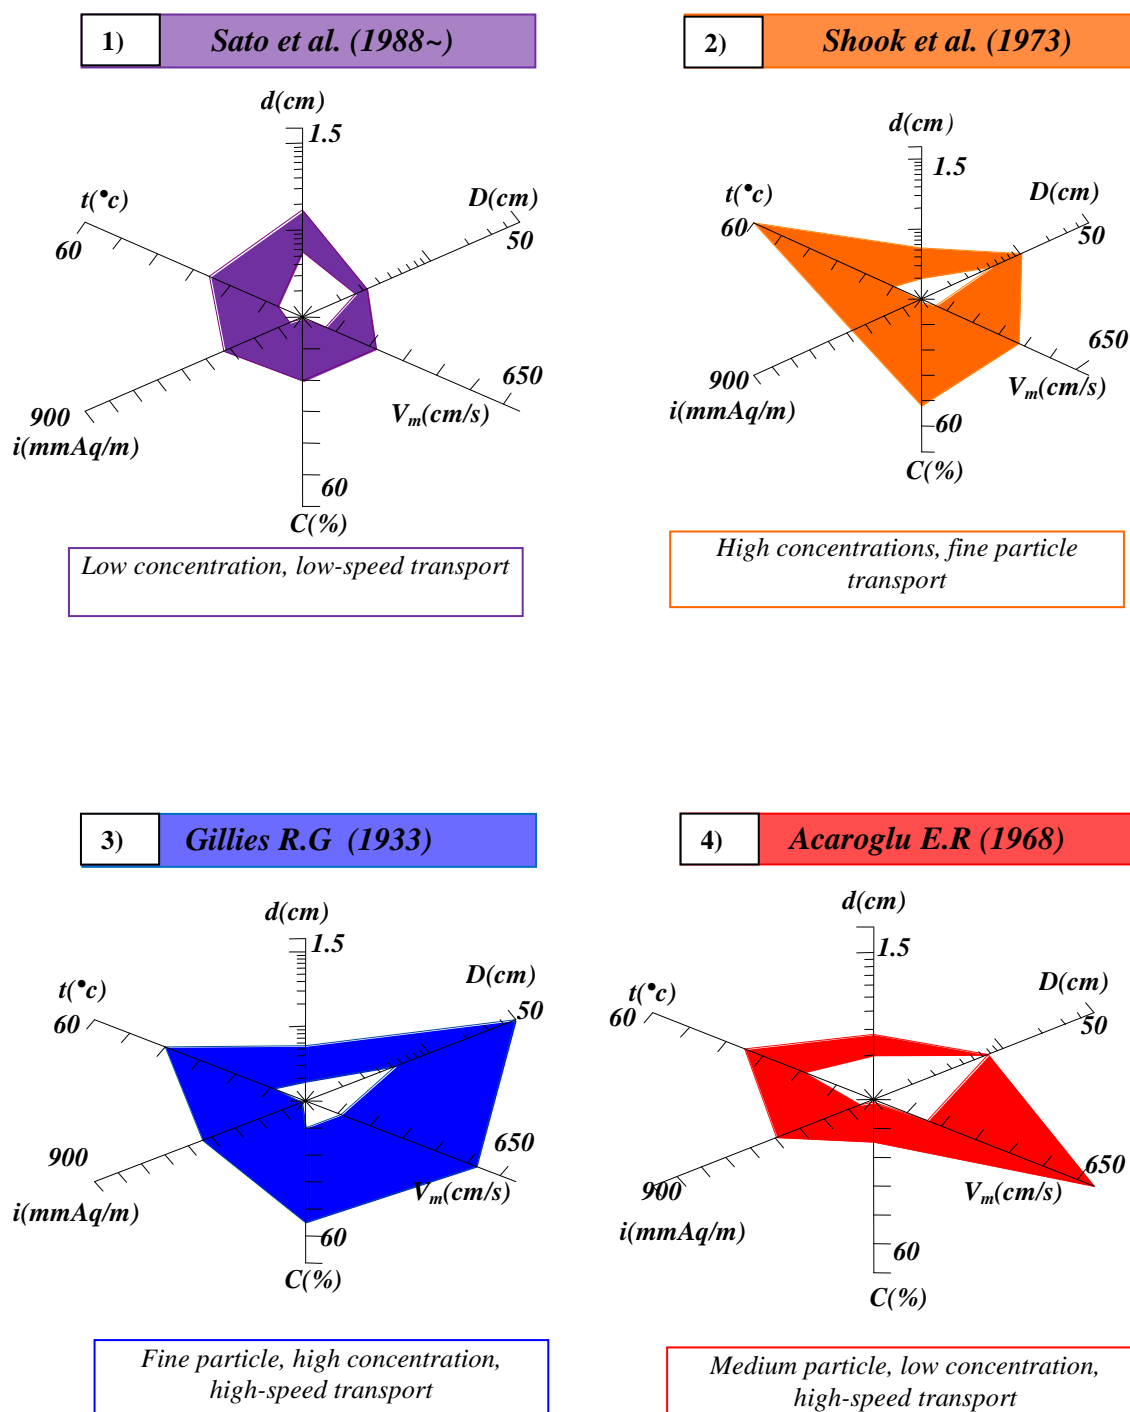 1)
Sato et al. (1988~)
d(cm)
1.5
D(cm)
50
t(•c)
60
650
Vm(cm/s)
900
i(mmAq/m)
60
C(%)
Low concentration, low-speed transport
2)
Shook et al. (1973)
d(cm)
1.5
D(cm)
50
t(•c)
60
650
Vm(cm/s)
900
i(mmAq/m)
60
C(%)
High concentrations, fine particle
transport
3)
Gillies R.G (1933)
d(cm)
1.5
D(cm)
50
t(•c)
60
650
Vm(cm/s)
900
i(mmAq/m)
60
C(%)
Fine particle, high concentration,
high-speed transport
4)
Acaroglu E.R (1968)
d(cm)
1.5
D(cm)
50
t(•c)
60
650
Vm(cm/s)
900
i(mmAq/m)
60
C(%)
Medium particle, low concentration,
high-speed transport